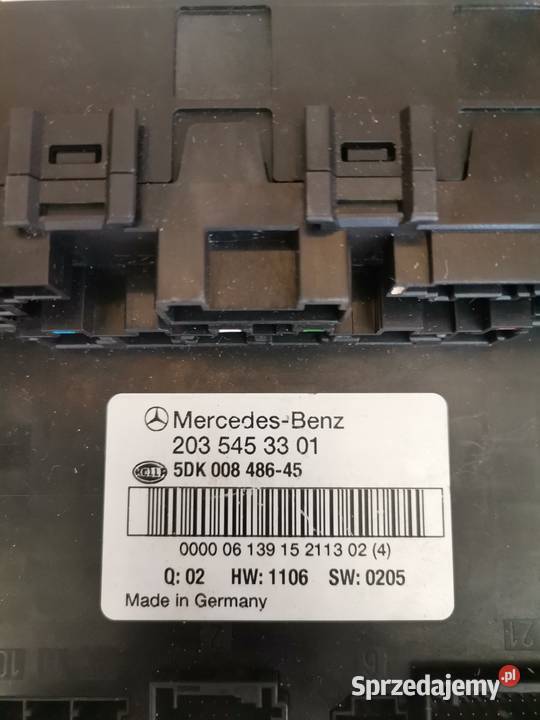 Mercedes-Benz
203 545 33 01
5DK 008 486-45
0000 06 139 15 2113 02 (4)
Q: 02 HW: 1106 SW: 0205
Made in Germany
21
Sprzedajemy.pl